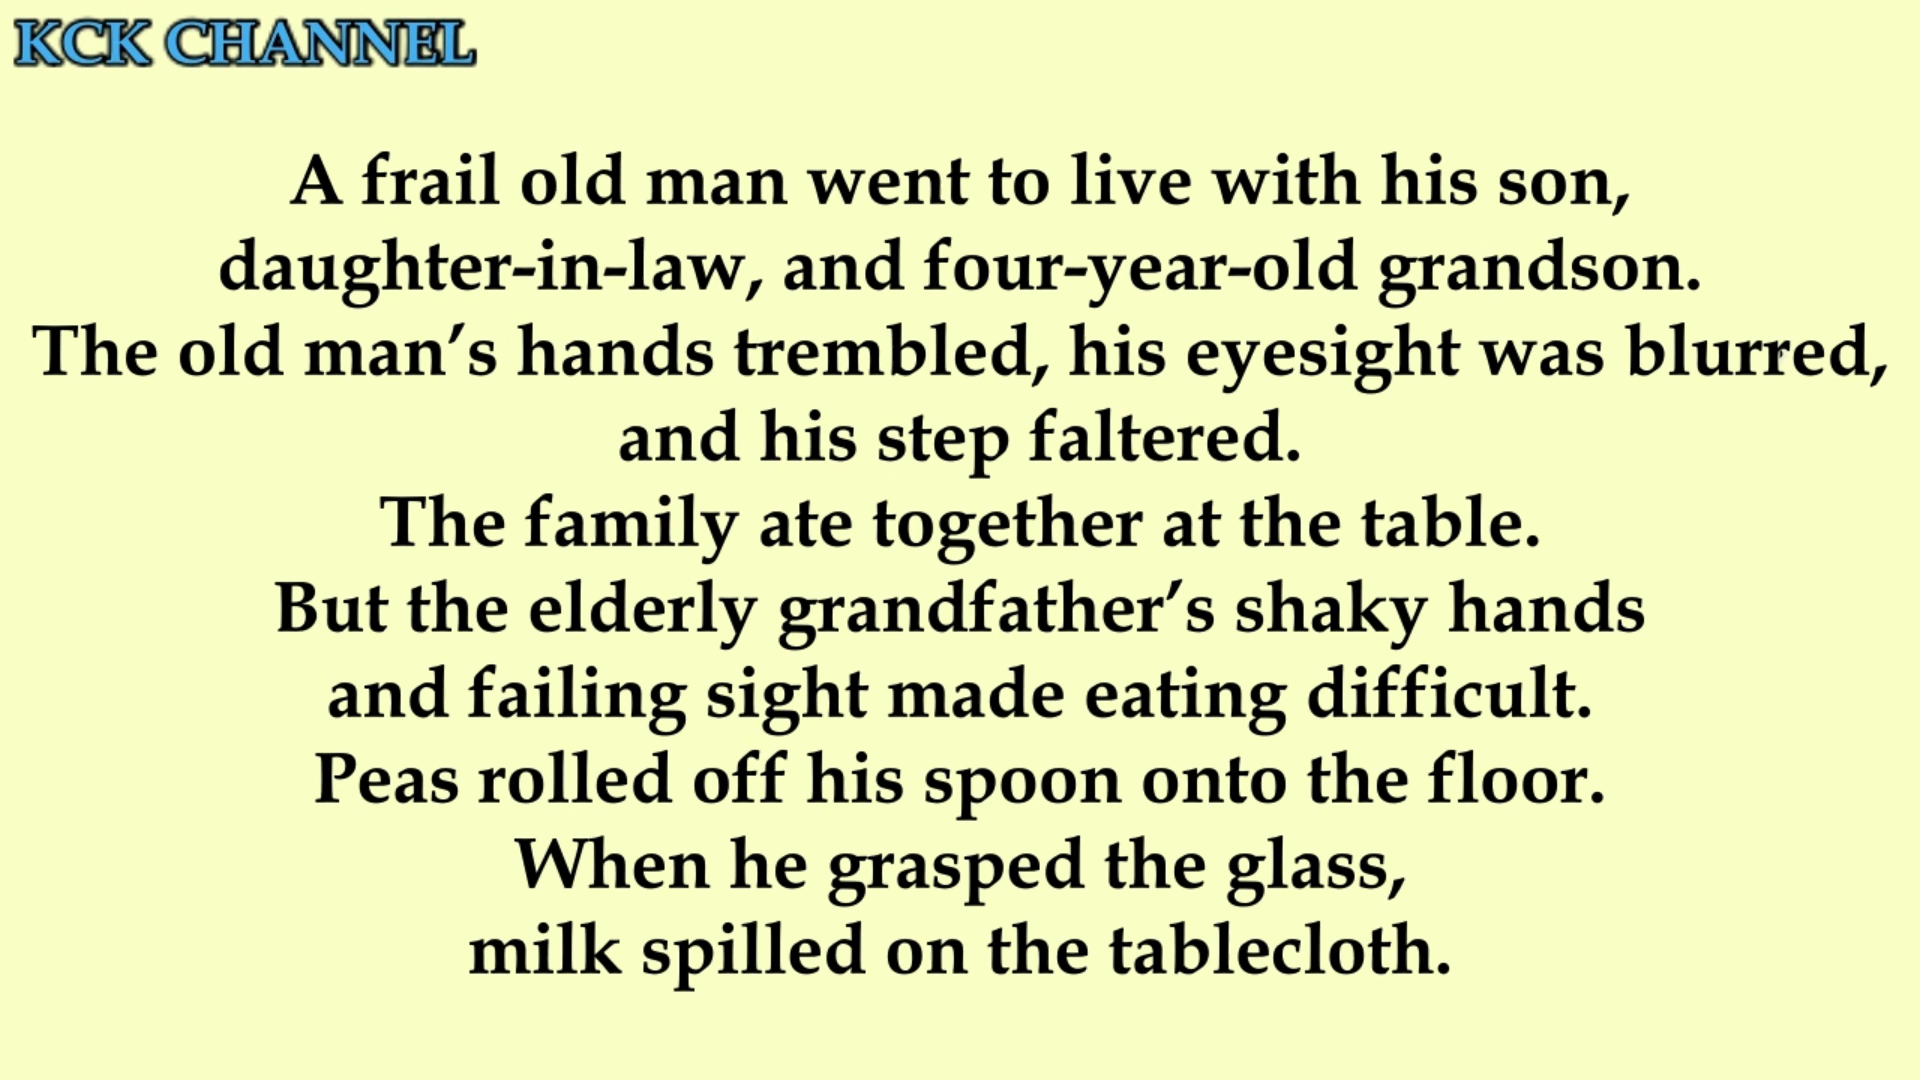 KCK CHANNEL
A frail old man went to live with his son,
daughter-in-law, and four-year-old grandson.
The old man’s hands trembled, his eyesight was blurred,
and his step faltered.
The family ate together at the table.
But the elderly grandfather’s shaky hands
and failing sight made eating difficult.
Peas rolled off his spoon onto the floor.
When he grasped the glass,
milk spilled on the tablecloth.